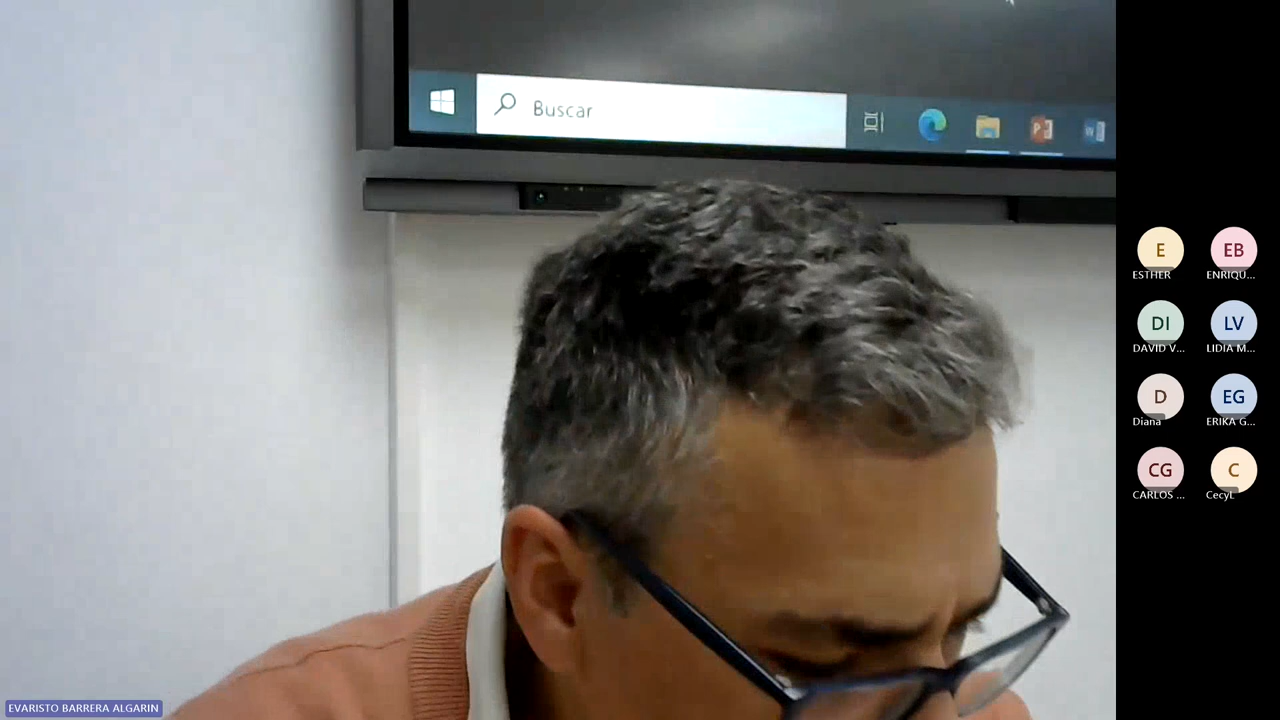 Buscar
E
EB
ESTHER
ENRIQU...
DI
LV
DAVID V...
LIDIA M...
D
EG
Diana
ERIKA G...
CG
C
CARLOS ...
CecyL
EVARISTO BARRERA ALGARIN